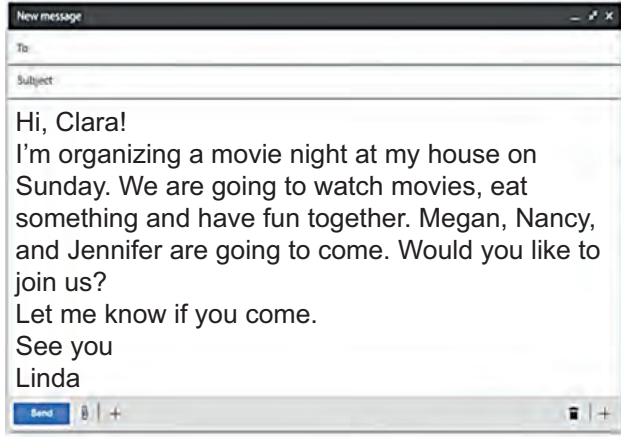 New message
To
Subject
Hi, Clara!
I'm organizing a movie night at my house on
Sunday. We are going to watch movies, eat
something and have fun together. Megan, Nancy,
and Jennifer are going to come. Would you like to
join us?
Let me know if you come.
See you
Linda
Send